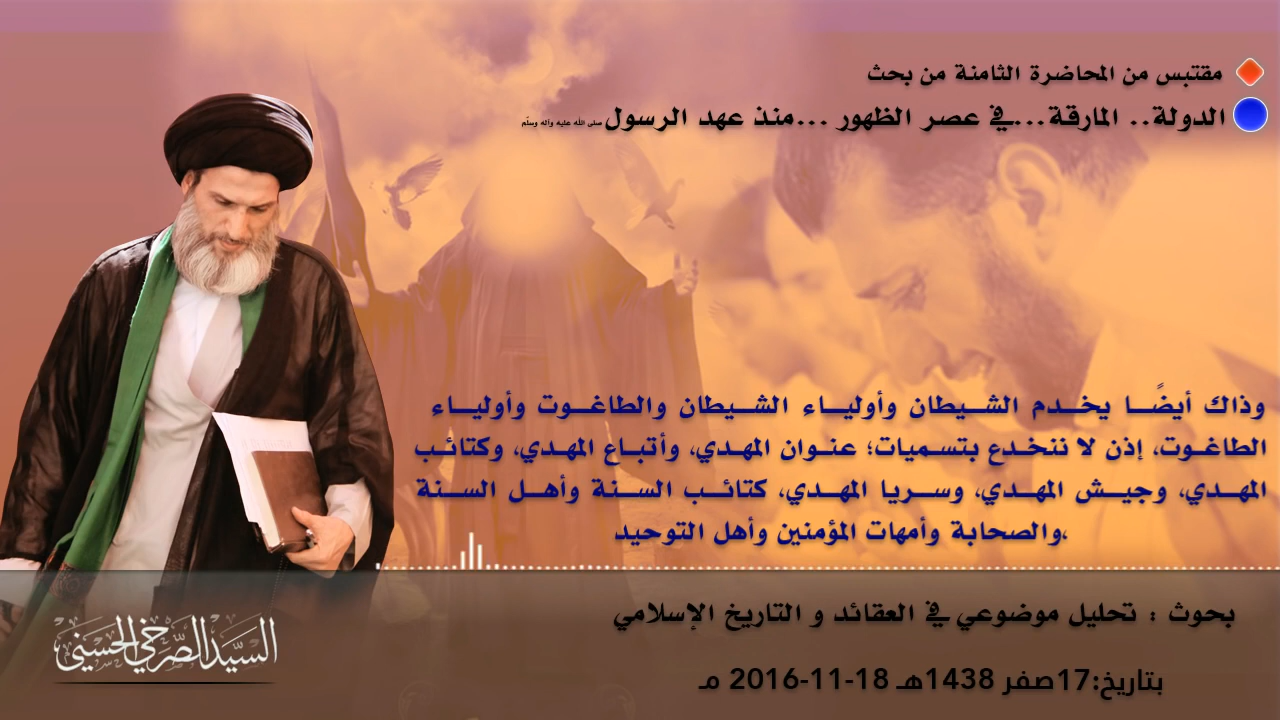 مقتبس من المحاضرة الثامنة من بحث
الدولة.. المارقة...في عصر الظهور ...منذ عهد الرسول صلى الله عليه وآله وسلّم
وذاك أيضًا يخدم الشيطان وأولياء الشيطان والطاغوت وأولياء
الطاغوت، إذن لا ننخدع بتسميات؛ عنوان المهدي، وأتباع المهدي، وكتائب
المهدي، وجيش المهدي، وسريا المهدي، كتائب السنة وأهل السنة
،والصحابة وأمهات المؤمنين وأهل التوحيد
بحوث : تحليل موضوعي في العقائد و التاريخ الإسلامي
السيد الصرخي الحسني
بتاريخ:17صفر 1438هـ 18-11-2016 مـ